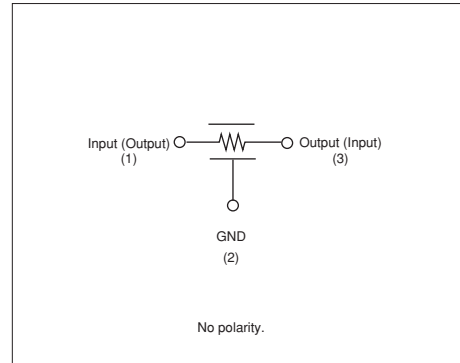 Input (Output) Output (Input)
(1) (3)
GND
(2)
No polarity.